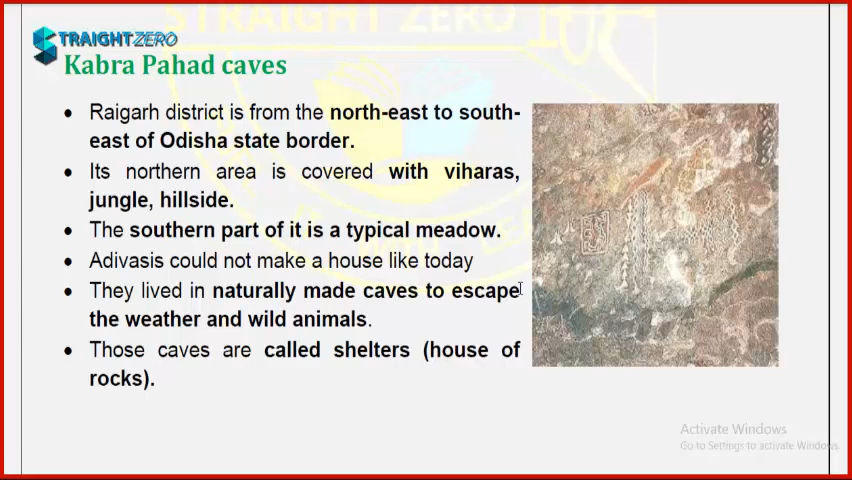 STRAIGHTZERO
Kabra Pahad caves
Raigarh district is from the north-east to south-
east of Odisha state border.
Its northern area is covered with viharas,
jungle, hillside.
The southern part of it is a typical meadow.
Adivasis could not make a house like today
They lived in naturally made caves to escape
the weather and wild animals.
Those caves are called shelters (house of
rocks).
Activate Windows
Go to Settings to activate Windows.